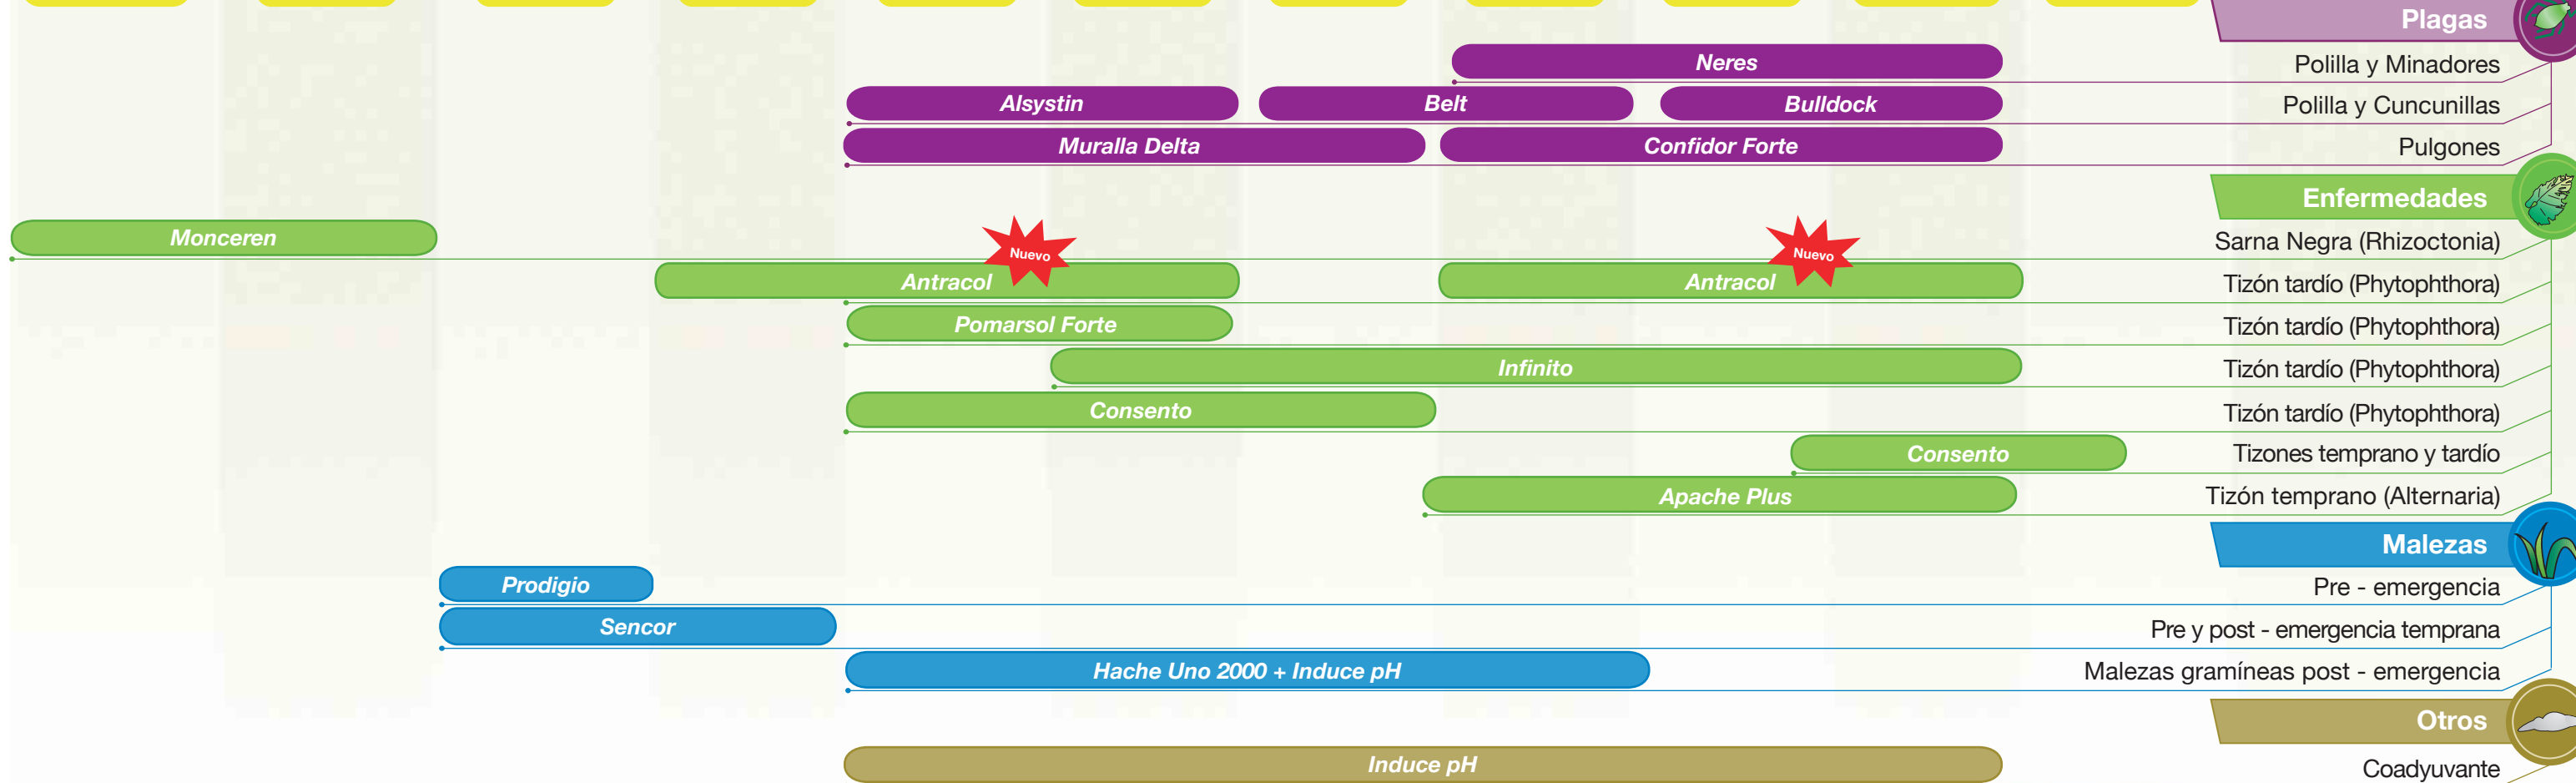 Plagas
Neres Polilla y Minadores
Alsystin Belt Bulldock Polilla y Cuncunillas
Muralla Delta Confidor Forte Pulgones
Enfermedades
Monceren Sarna Negra (Rhizoctonia)
Nuevo Nuevo
Antracol Antracol Tizón tardío (Phytophthora)
Pomarsol Forte Tizón tardío (Phytophthora)
Infinito Tizón tardío (Phytophthora)
Consento Tizón tardío (Phytophthora)
Consento Tizones temprano y tardío
Apache Plus Tizón temprano (Alternaria)
Malezas
Prodigio Pre - emergencia
Sencor Pre y post - emergencia temprana
Hache Uno 2000 + Induce pH Malezas gramíneas post - emergencia
Otros
Induce pH Coadyuvante